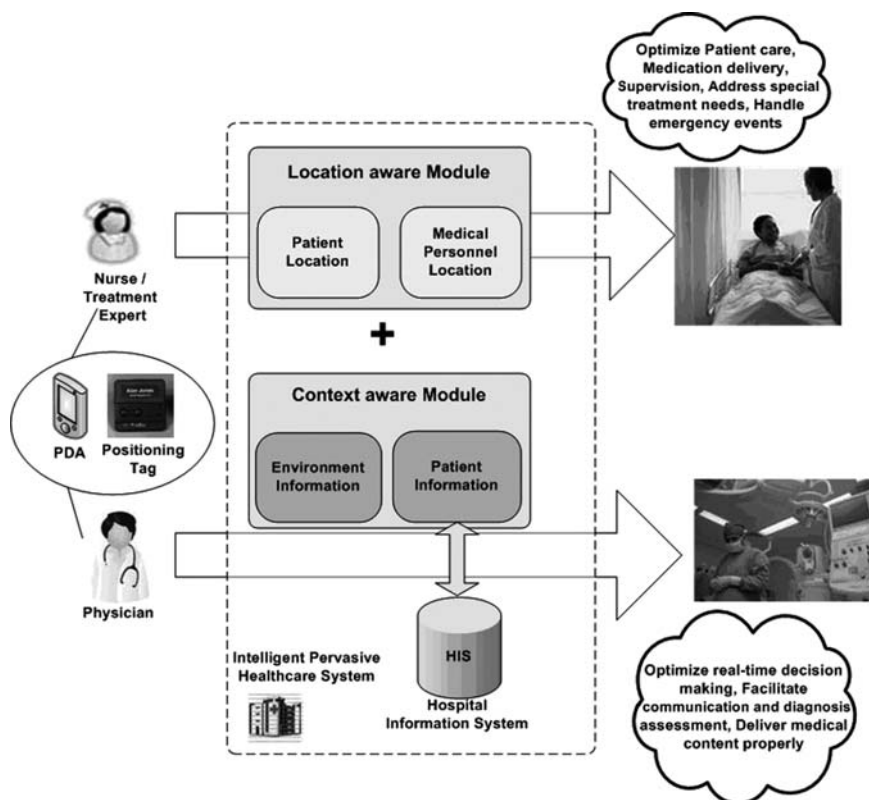 Optimize Patient care,
Medication delivery,
Supervision, Address special
treatment needs, Handle
emergency events
Location aware Module
Patient
Location
Medical
Personnel
Location
Nurse /
Treatment
Expert
+
Context aware Module
Environment
Information
Patient
Information
PDA
Positioning
Tag
Physician
HIS
Hospital
Information System
Intelligent Pervasive
Healthcare System
Optimize real-time decision
making, Facilitate
communication and diagnosis
assessment, Deliver medical
content properly